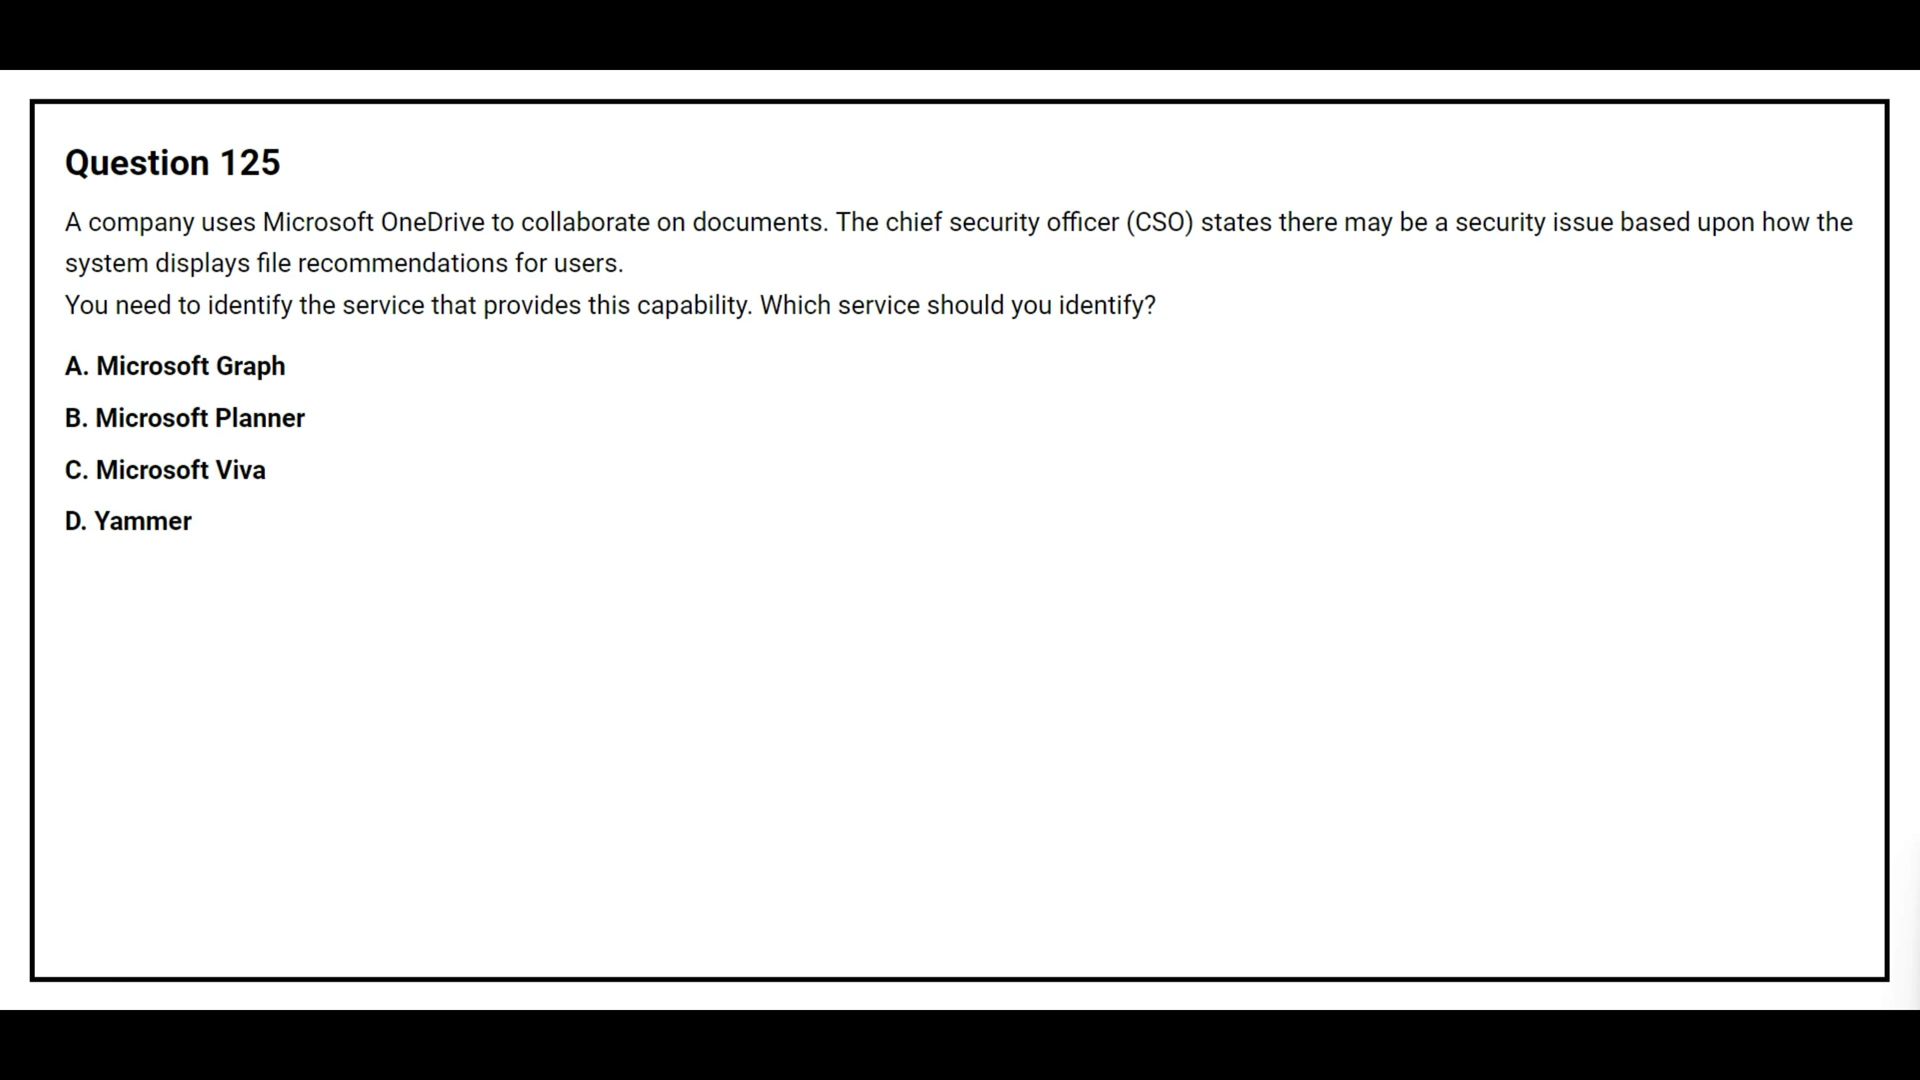 Question 125
A company uses Microsoft OneDrive to collaborate on documents. The chief security officer (CSO) states there may be a security issue based upon how the
system displays file recommendations for users.
You need to identify the service that provides this capability. Which service should you identify?
A. Microsoft Graph
B. Microsoft Planner
C. Microsoft Viva
D. Yammer